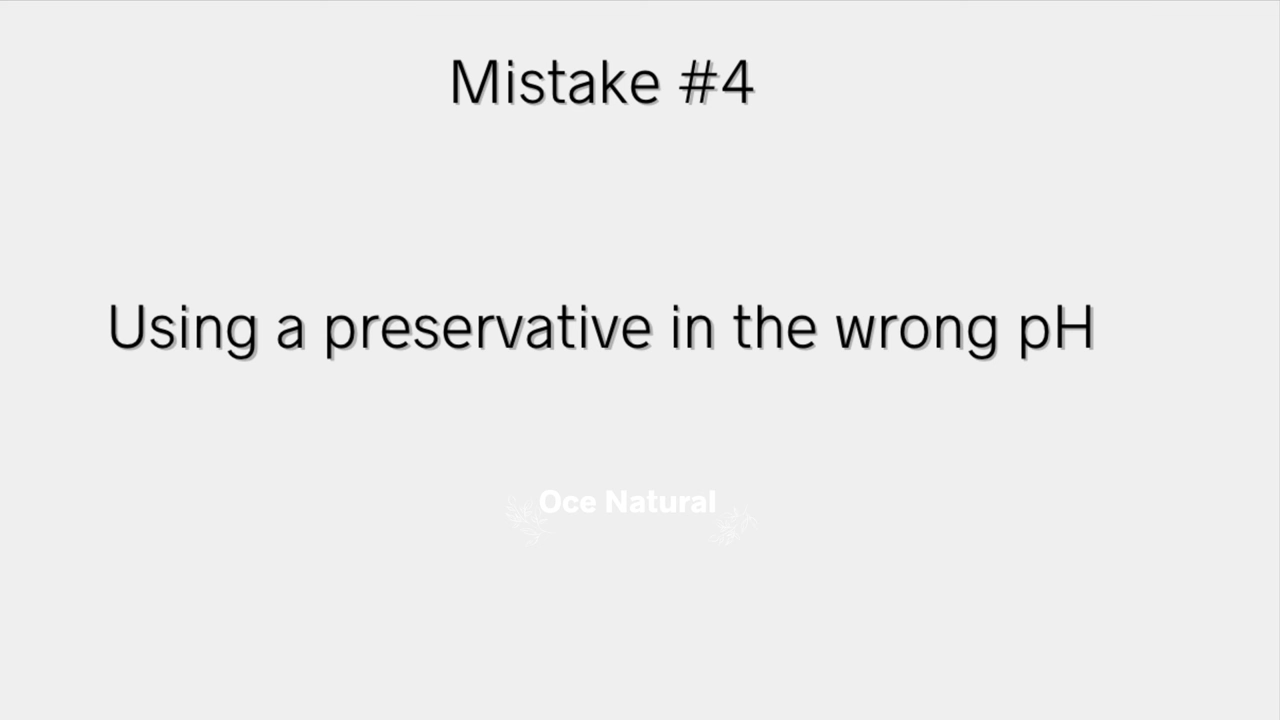 Mistake #4
Using a preservative in the wrong pH
Oce Natural